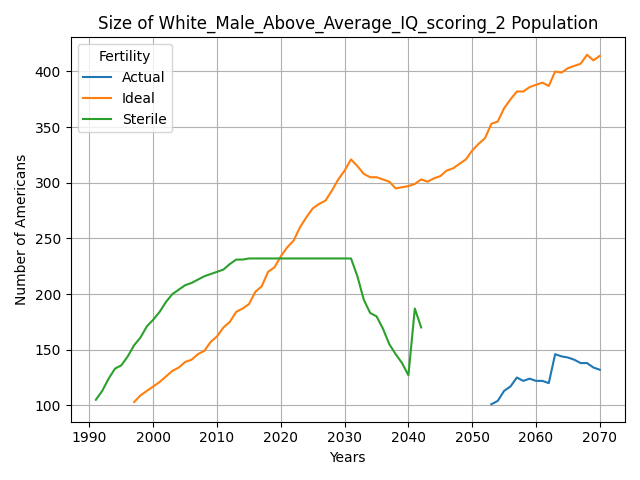 Size of White_Male_Above_Average_IQ_scoring_2 Population
Fertility
Actual
Ideal
Sterile
Number of Americans
400
350
300
250
200
150
100
1990 2000 2010 2020 2030 2040 2050 2060 2070
Years